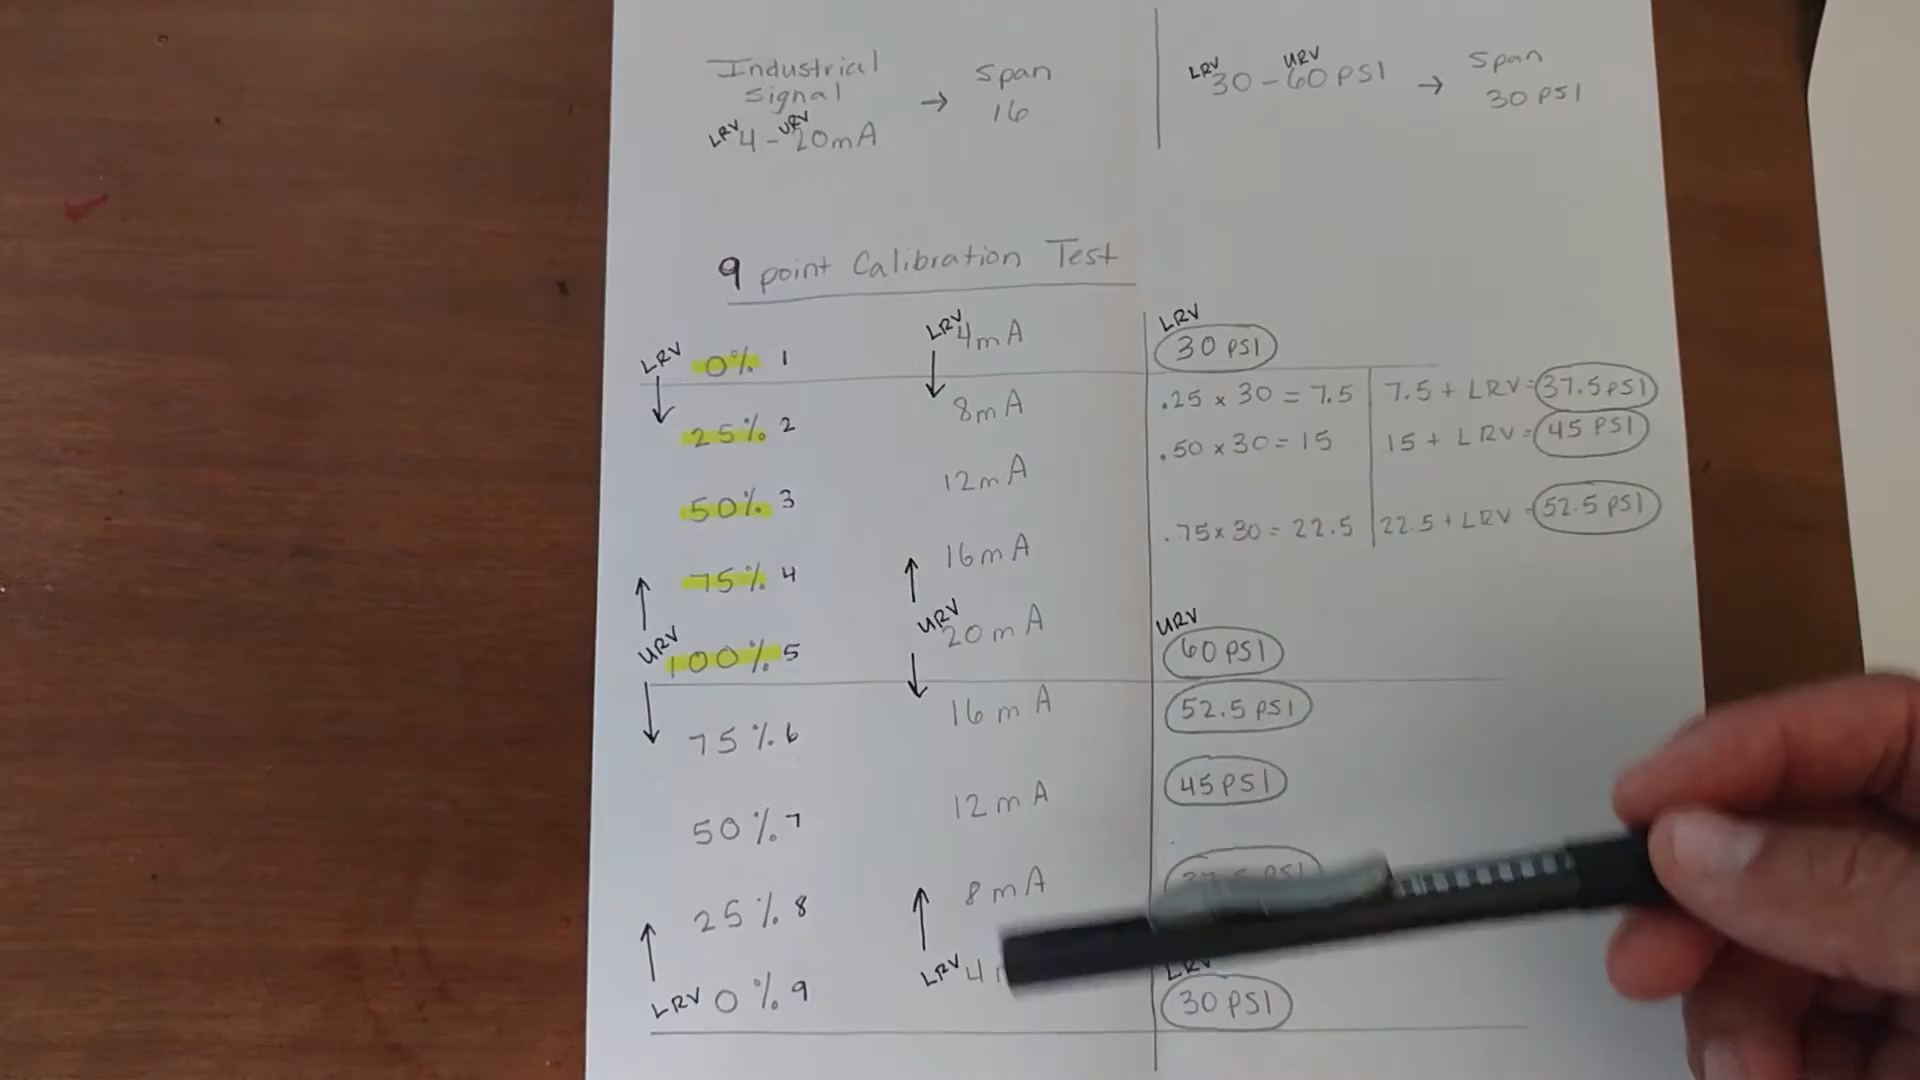 Industrial
signal
LRV 4 - URV 20mA → Span 16
LRV 30 - URV 60 PSI → Span 30 PSI
9 point Calibration Test
LRV 0% 1 LRV 4mA LRV 30 PSI
25% 2 8mA .25 x 30 = 7.5 7.5 + LRV = 37.5 PSI
50% 3 12mA .50 x 30 = 15 15 + LRV = 45 PSI
75% 4 16mA .75 x 30 = 22.5 22.5 + LRV = 52.5 PSI
URV 100% 5 URV 20mA URV 60 PSI
75% 6 16mA 52.5 PSI
50% 7 12mA 45 PSI
25% 8 8mA PSI
LRV 0% 9 LRV 4 LRV 30 PSI